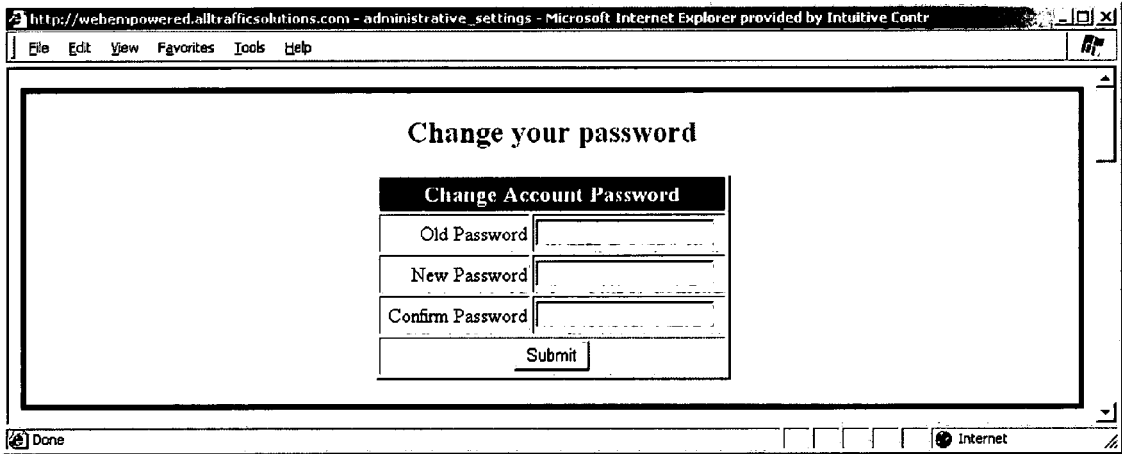 http://webempowered.alltrafficsolutions.com - administrative_settings - Microsoft Internet Explorer provided by Intuitive Contr
File Edit View Favorites Tools Help
Change your password
Change Account Password
Old Password
New Password
Confirm Password
Submit
Done
Internet